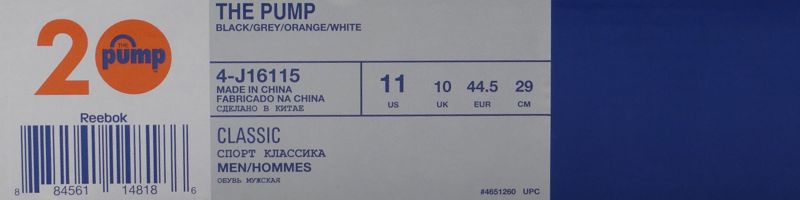 20
THE
pump
Reebok
8 84561 14818 6
THE PUMP
BLACK/GREY/ORANGE/WHITE
4-J16115
MADE IN CHINA
FABRICADO NA CHINA
СДЕЛАНО В КИТАЕ
11 10 44.5 29
US UK EUR CM
CLASSIC
СПОРТ КЛАССИКА
MEN/HOMMES
ОБУВЬ МУЖСКАЯ
#4651260 UPC